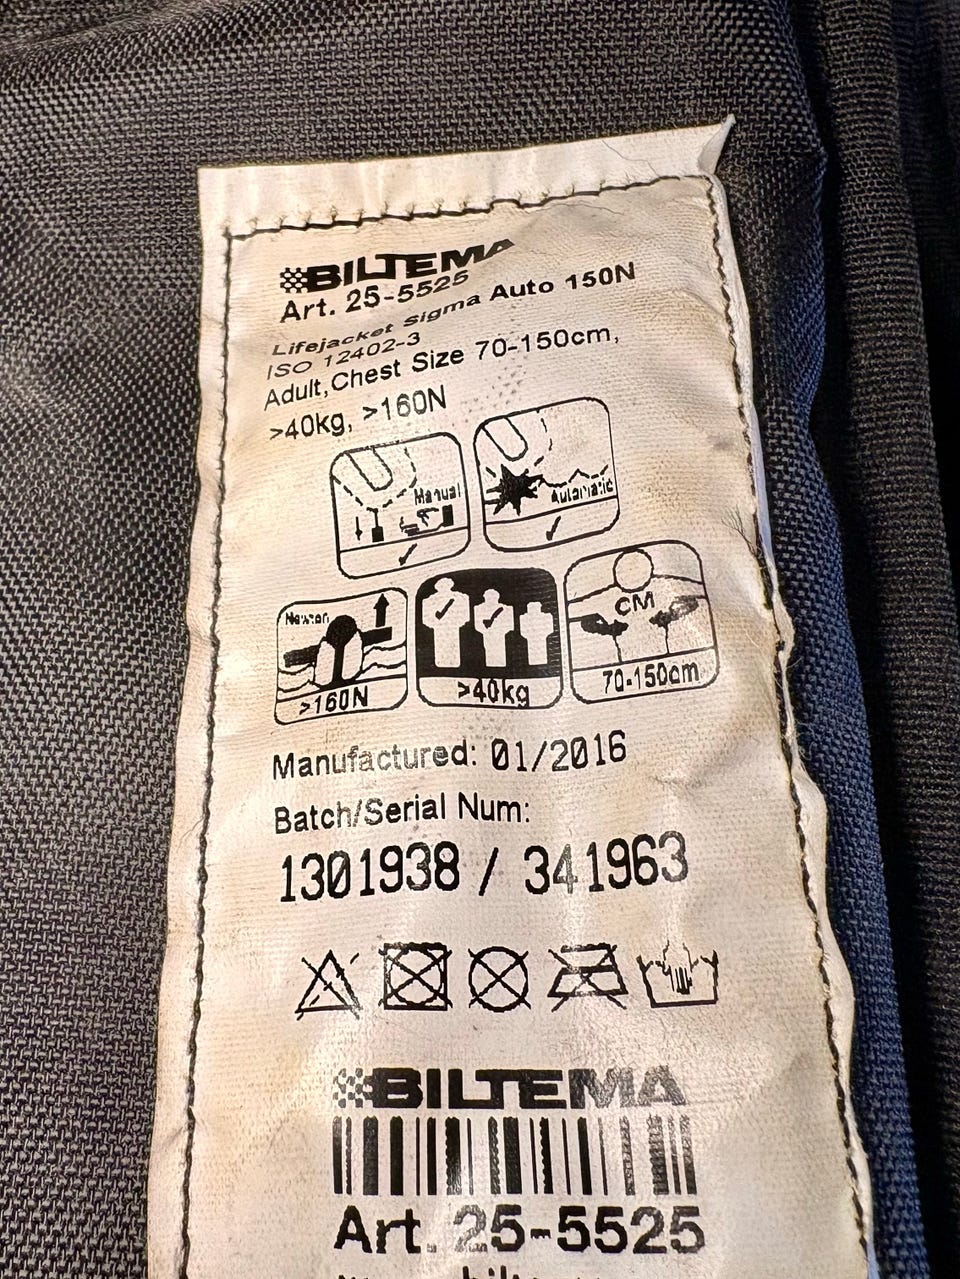 BILTEMA
Art. 25-5525
Lifejacket Sigma Auto 150N
ISO 12402-3
Adult,Chest Size 70-150cm,
>40kg, >160N
Manual
Automatic
Newton
CM
>160N
>40kg
70-150cm
Manufactured: 01/2016
Batch/Serial Num:
1301938 / 341963
BILTEMA
Art. 25-5525